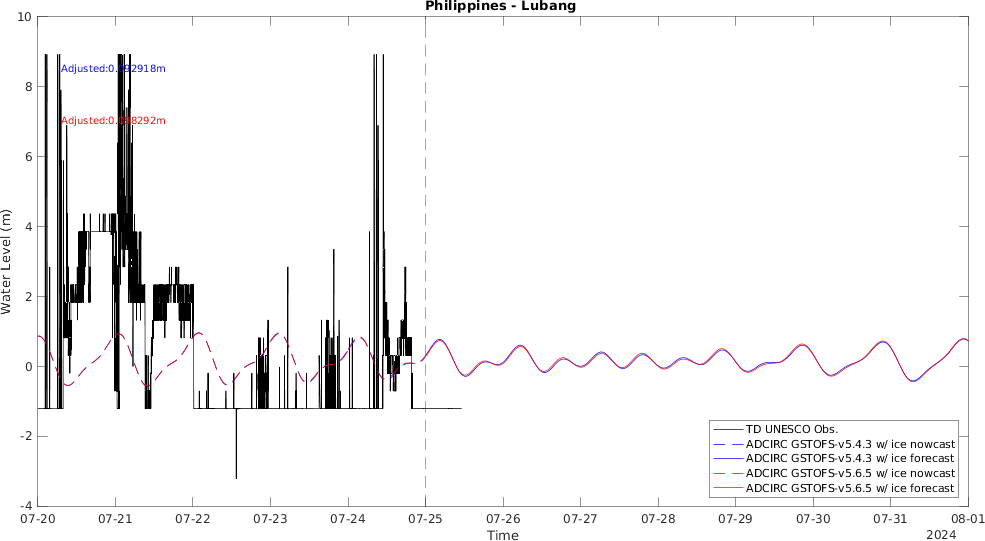 Philippines - Lubang
10
8
6
4
2
0
-2
-4
Water Level (m)
Adjusted:0.092918m
07-20
07-21
07-22
07-23
07-24
07-25
07-26
07-27
07-28
07-29
07-30
07-31
08-01
Time
2024
TD UNESCO Obs.
ADCIRC GSTOFS-v5.4.3 w/ ice nowcast
ADCIRC GSTOFS-v5.4.3 w/ ice forecast
ADCIRC GSTOFS-v5.6.5 w/ ice nowcast
ADCIRC GSTOFS-v5.6.5 w/ ice forecast